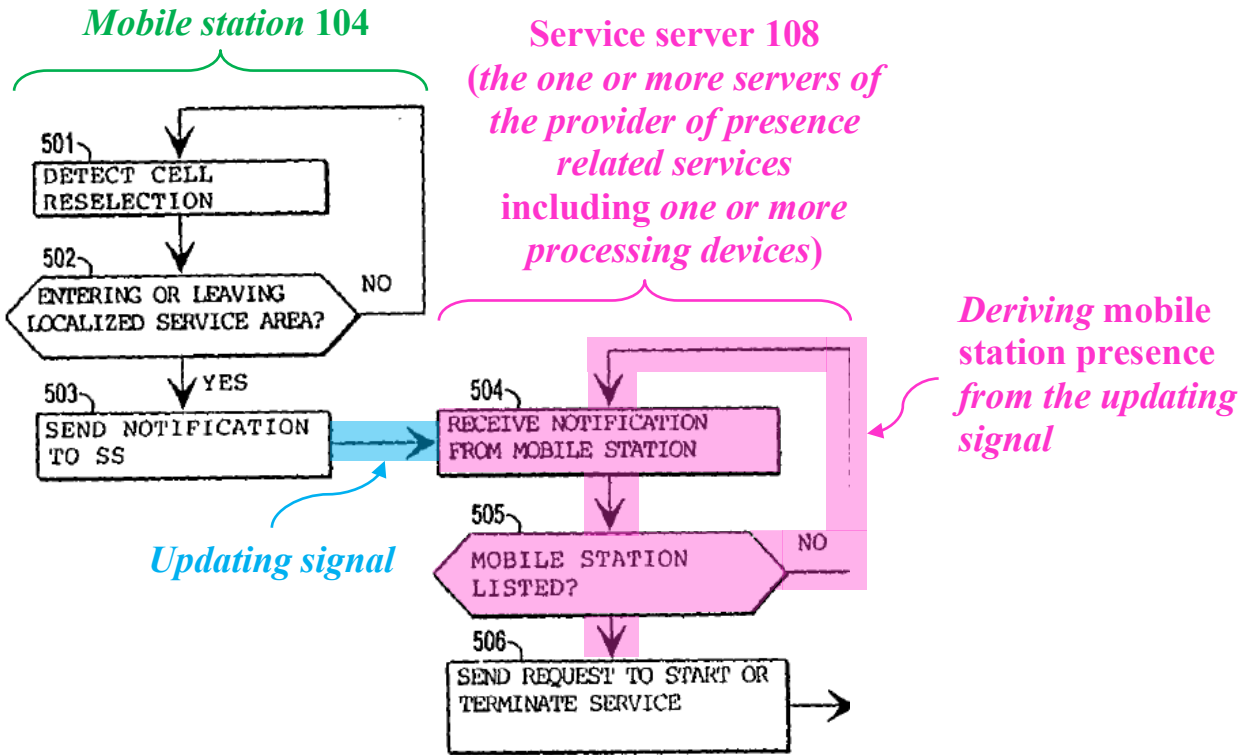 Mobile station 104
501
DETECT CELL
RESELECTION
502
ENTERING OR LEAVING
LOCALIZED SERVICE AREA?
NO
YES
503
SEND NOTIFICATION
TO SS
Updating signal
Service server 108
(the one or more servers of
the provider of presence
related services
including one or more
processing devices)
504
RECEIVE NOTIFICATION
FROM MOBILE STATION
505
MOBILE STATION
LISTED?
NO
506
SEND REQUEST TO START OR
TERMINATE SERVICE
Deriving mobile
station presence
from the updating
signal